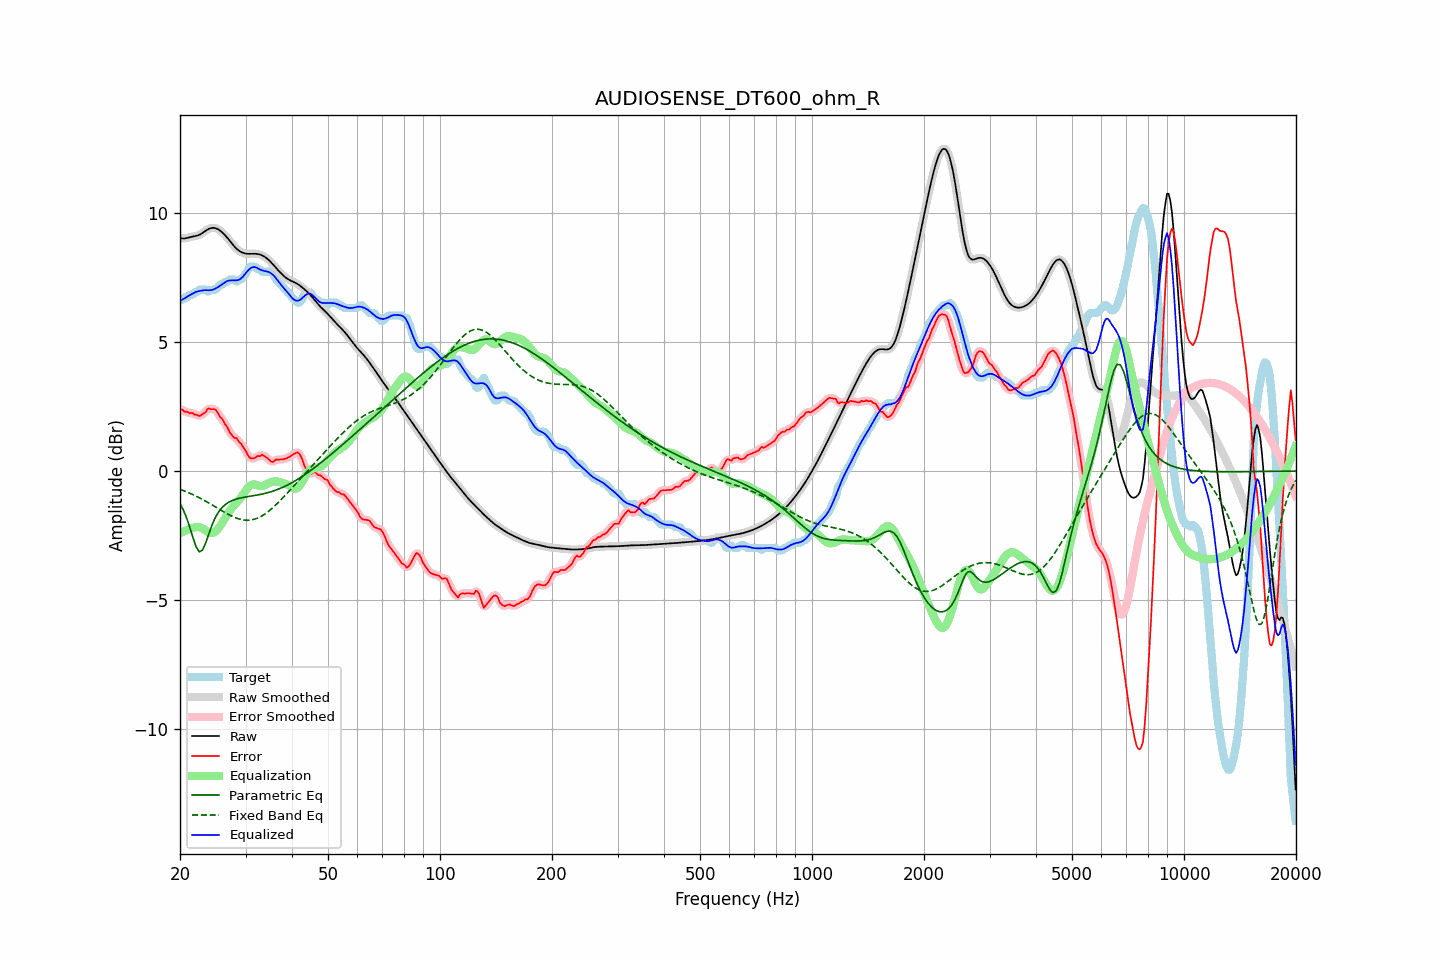 AUDIOSENSE_DT600_ohm_R
Amplitude (dBr)
10
5
0
−5
−10
Target
Raw Smoothed
Error Smoothed
Raw
Error
Equalization
Parametric Eq
Fixed Band Eq
Equalized
20 50 100 200 500 1000 2000 5000 10000 20000
Frequency (Hz)